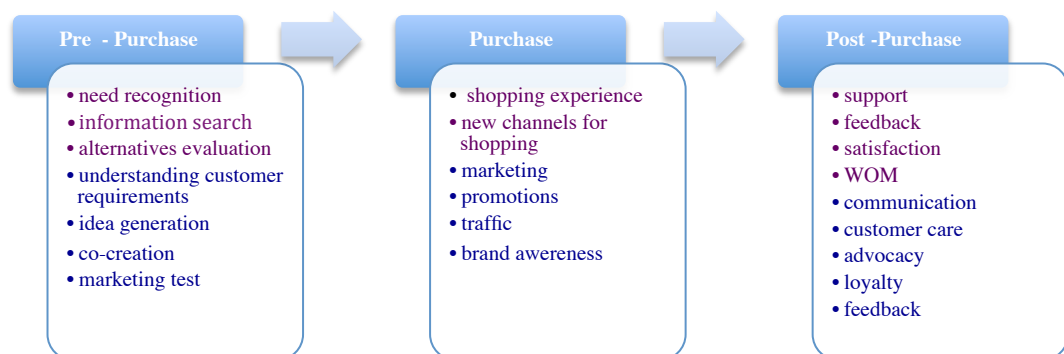 Pre - Purchase
• need recognition
• information search
• alternatives evaluation
• understanding customer
requirements
• idea generation
• co-creation
• marketing test
Purchase
• shopping experience
• new channels for
shopping
• marketing
• promotions
• traffic
• brand awereness
Post -Purchase
• support
• feedback
• satisfaction
• WOM
• communication
• customer care
• advocacy
• loyalty
• feedback